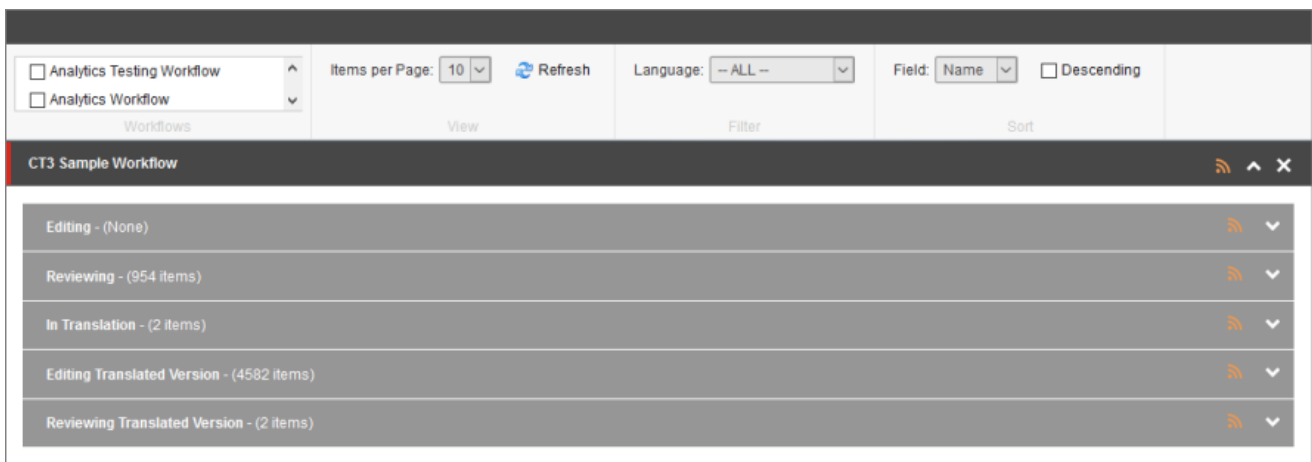 Analytics Testing Workflow
Analytics Workflow
Workflows
Items per Page: 10 Refresh
View
Language: -- ALL --
Filter
Field: Name Descending
Sort
CT3 Sample Workflow
Editing - (None)
Reviewing - (954 items)
In Translation - (2 items)
Editing Translated Version - (4582 items)
Reviewing Translated Version - (2 items)